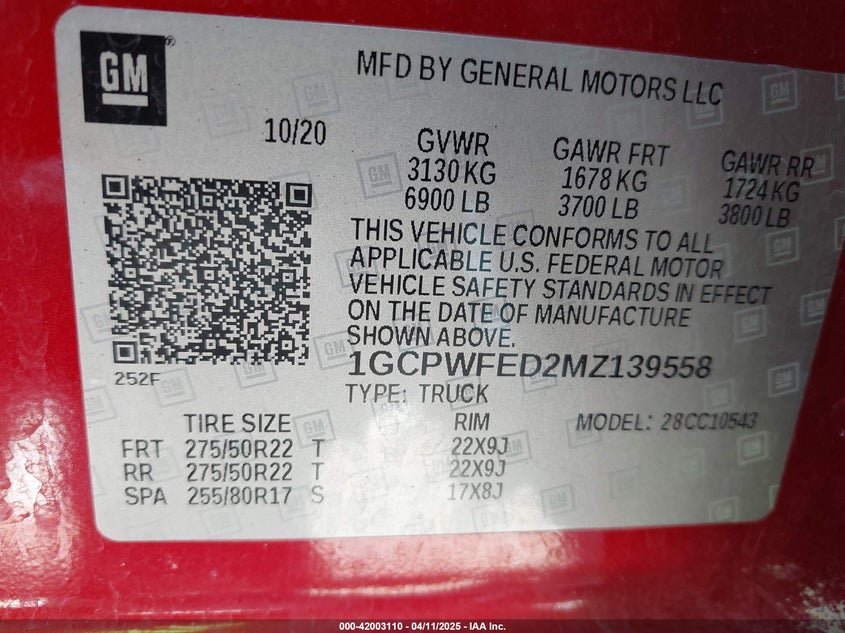 GM
MFD BY GENERAL MOTORS LLC
10/20
GVWR
3130 KG
6900 LB
GAWR FRT
1678 KG
3700 LB
GAWR RR
1724 KG
3800 LB
THIS VEHICLE CONFORMS TO ALL
APPLICABLE U.S. FEDERAL MOTOR
VEHICLE SAFETY STANDARDS IN EFFECT
ON THE DATE OF MANUFACTURE
SHOWN ABOVE.
1GCPWFED2MZ139558
252F
TYPE: TRUCK
TIRE SIZE RIM MODEL: 28CC10543
FRT 275/50R22 T 22X9J
RR 275/50R22 T 22X9J
SPA 255/80R17 S 17X8J
000-42003110 - 04/11/2025 - IAA Inc.